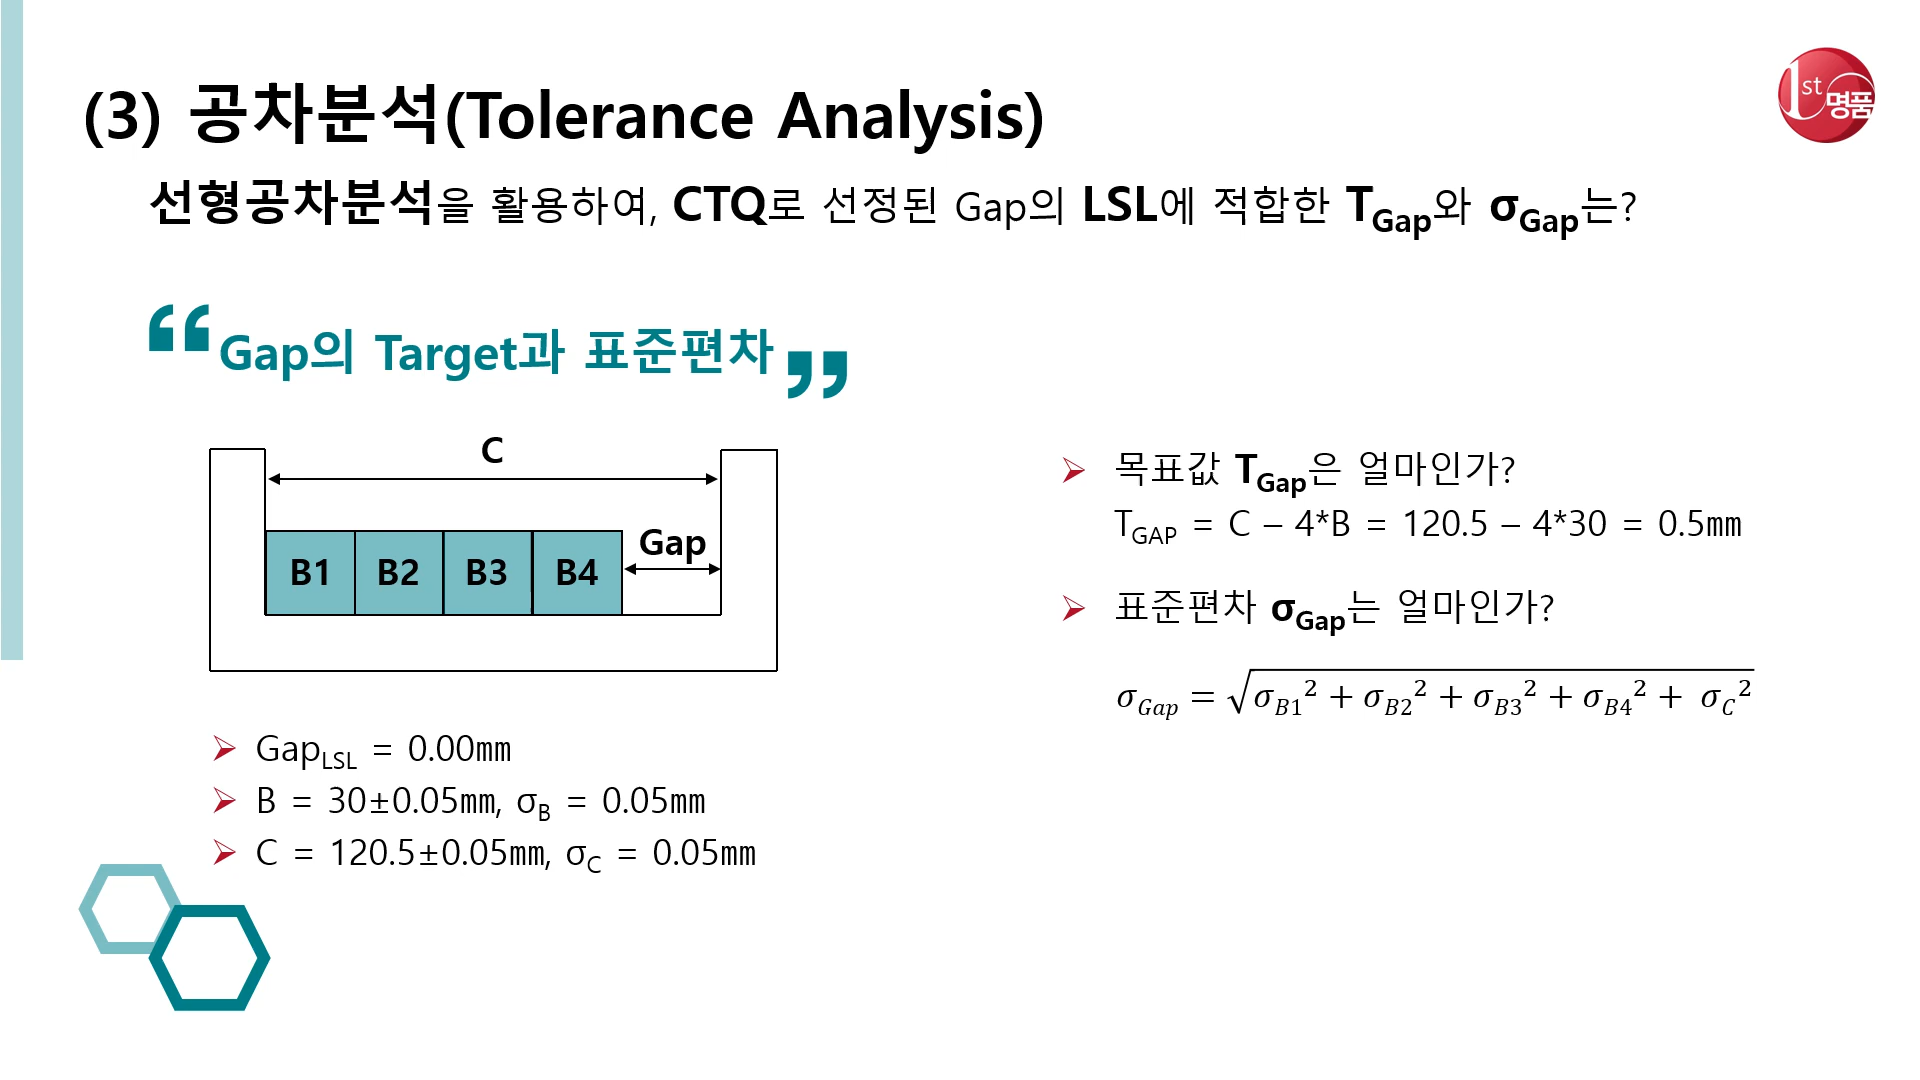 (3) 공차분석(Tolerance Analysis)
1st 명품
선형공차분석을 활용하여, CTQ로 선정된 Gap의 LSL에 적합한 T_Gap와 σ_Gap는?
“Gap의 Target과 표준편차”
C
Gap
B1 B2 B3 B4
➢ Gap_LSL = 0.00㎜
➢ B = 30±0.05㎜, σ_B = 0.05㎜
➢ C = 120.5±0.05㎜, σ_C = 0.05㎜
➢ 목표값 T_Gap은 얼마인가?
T_GAP = C – 4*B = 120.5 – 4*30 = 0.5㎜
➢ 표준편차 σ_Gap는 얼마인가?
σ_Gap = √(σ_B1² + σ_B2² + σ_B3² + σ_B4² + σ_C²)